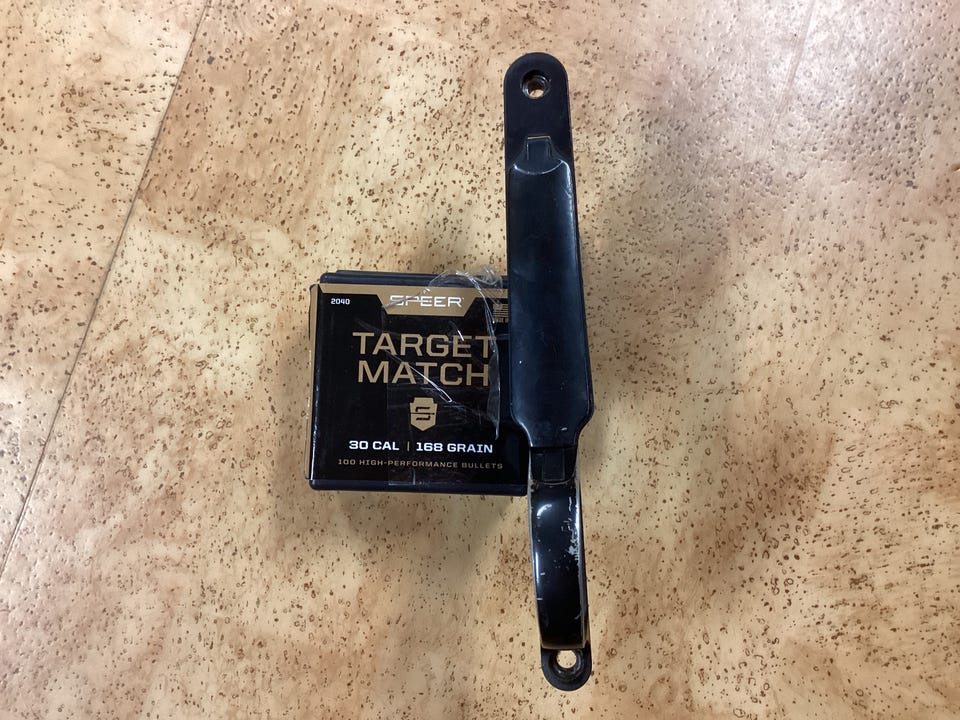 2040
SPEER
TARGET
MATCH
30 CAL | 168 GRAIN
100 HIGH-PERFORMANCE BULLETS